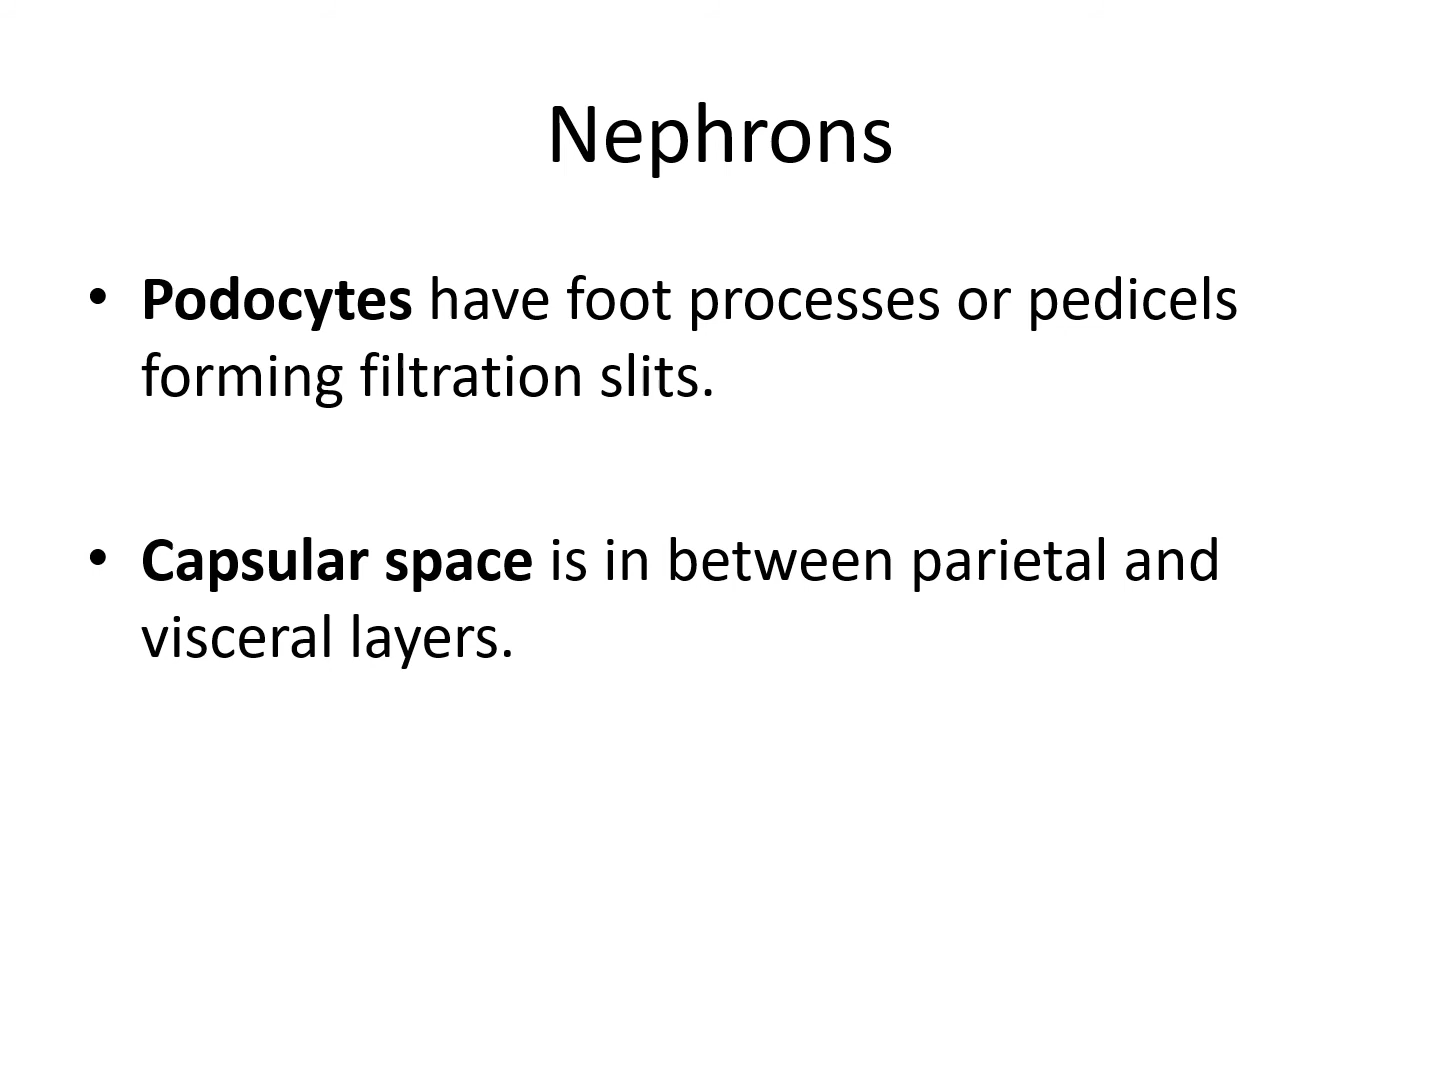 Nephrons
• Podocytes have foot processes or pedicels
forming filtration slits.
• Capsular space is in between parietal and
visceral layers.